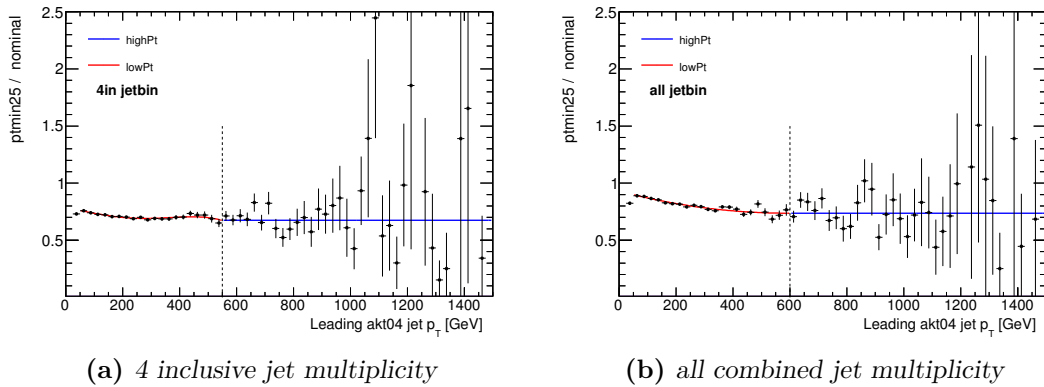 ptmin25 / nominal
2.5
2
1.5
1
0.5
highPt
lowPt
4in jetbin
0 200 400 600 800 1000 1200 1400
Leading akt04 jet p_T [GeV]
(a) 4 inclusive jet multiplicity
ptmin25 / nominal
2.5
2
1.5
1
0.5
highPt
lowPt
all jetbin
0 200 400 600 800 1000 1200 1400
Leading akt04 jet p_T [GeV]
(b) all combined jet multiplicity